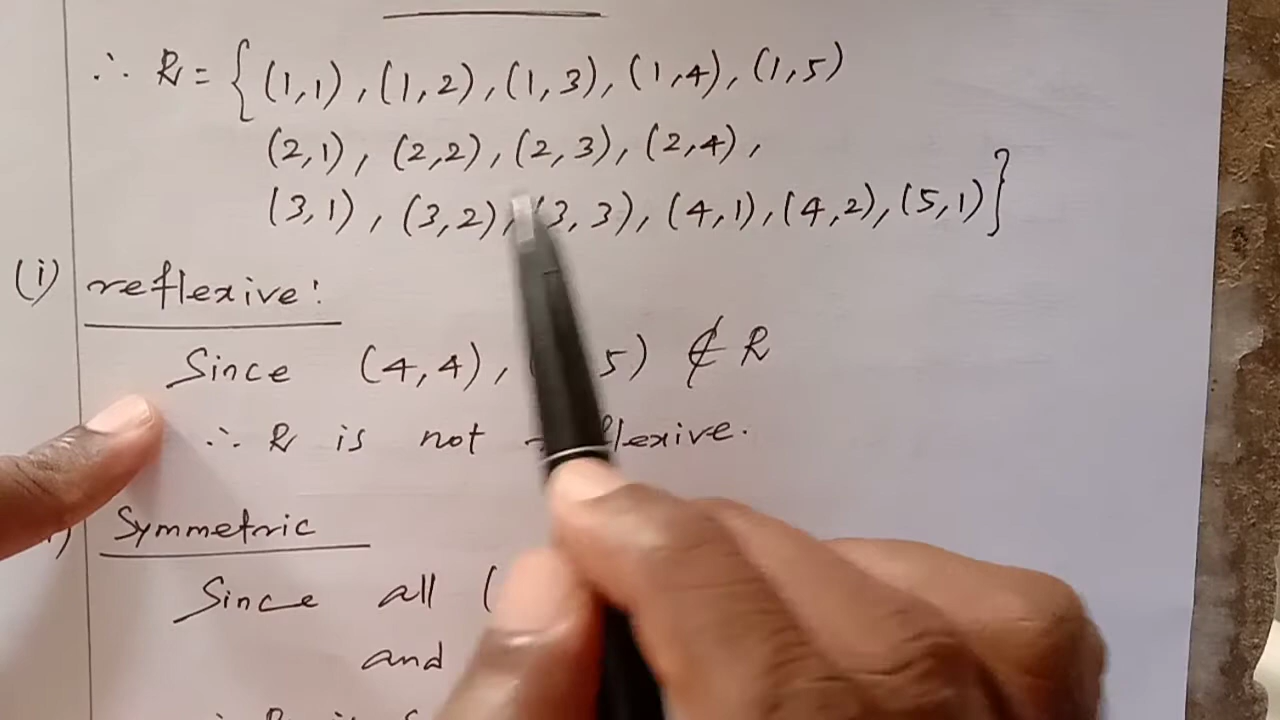 ∴ R = { (1,1), (1,2), (1,3), (1,4), (1,5)
(2,1), (2,2), (2,3), (2,4),
(3,1), (3,2), (3,3), (4,1), (4,2), (5,1) }
(i) reflexive:
Since (4,4), 5) ∉ R
∴ R is not flexive.
) Symmetric
Since all (
and
∴ R is